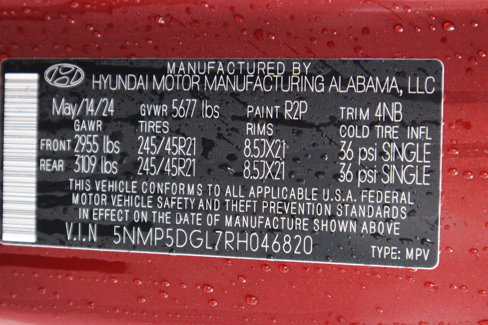 MANUFACTURED BY
HYUNDAI MOTOR MANUFACTURING ALABAMA, LLC
May/14/24 GVWR 5677 lbs PAINT R2P TRIM 4NB
GAWR TIRES RIMS COLD TIRE INFL
FRONT 2955 lbs 245/45R21 8.5JX21 36 psi SINGLE
REAR 3109 lbs 245/45R21 8.5JX21 36 psi SINGLE
THIS VEHICLE CONFORMS TO ALL APPLICABLE U.S.A. FEDERAL
MOTOR VEHICLE SAFETY AND THEFT PREVENTION STANDARDS
IN EFFECT ON THE DATE OF MANUFACTURE SHOWN ABOVE
V.I.N 5NMP5DGL7RH046820
TYPE: MPV